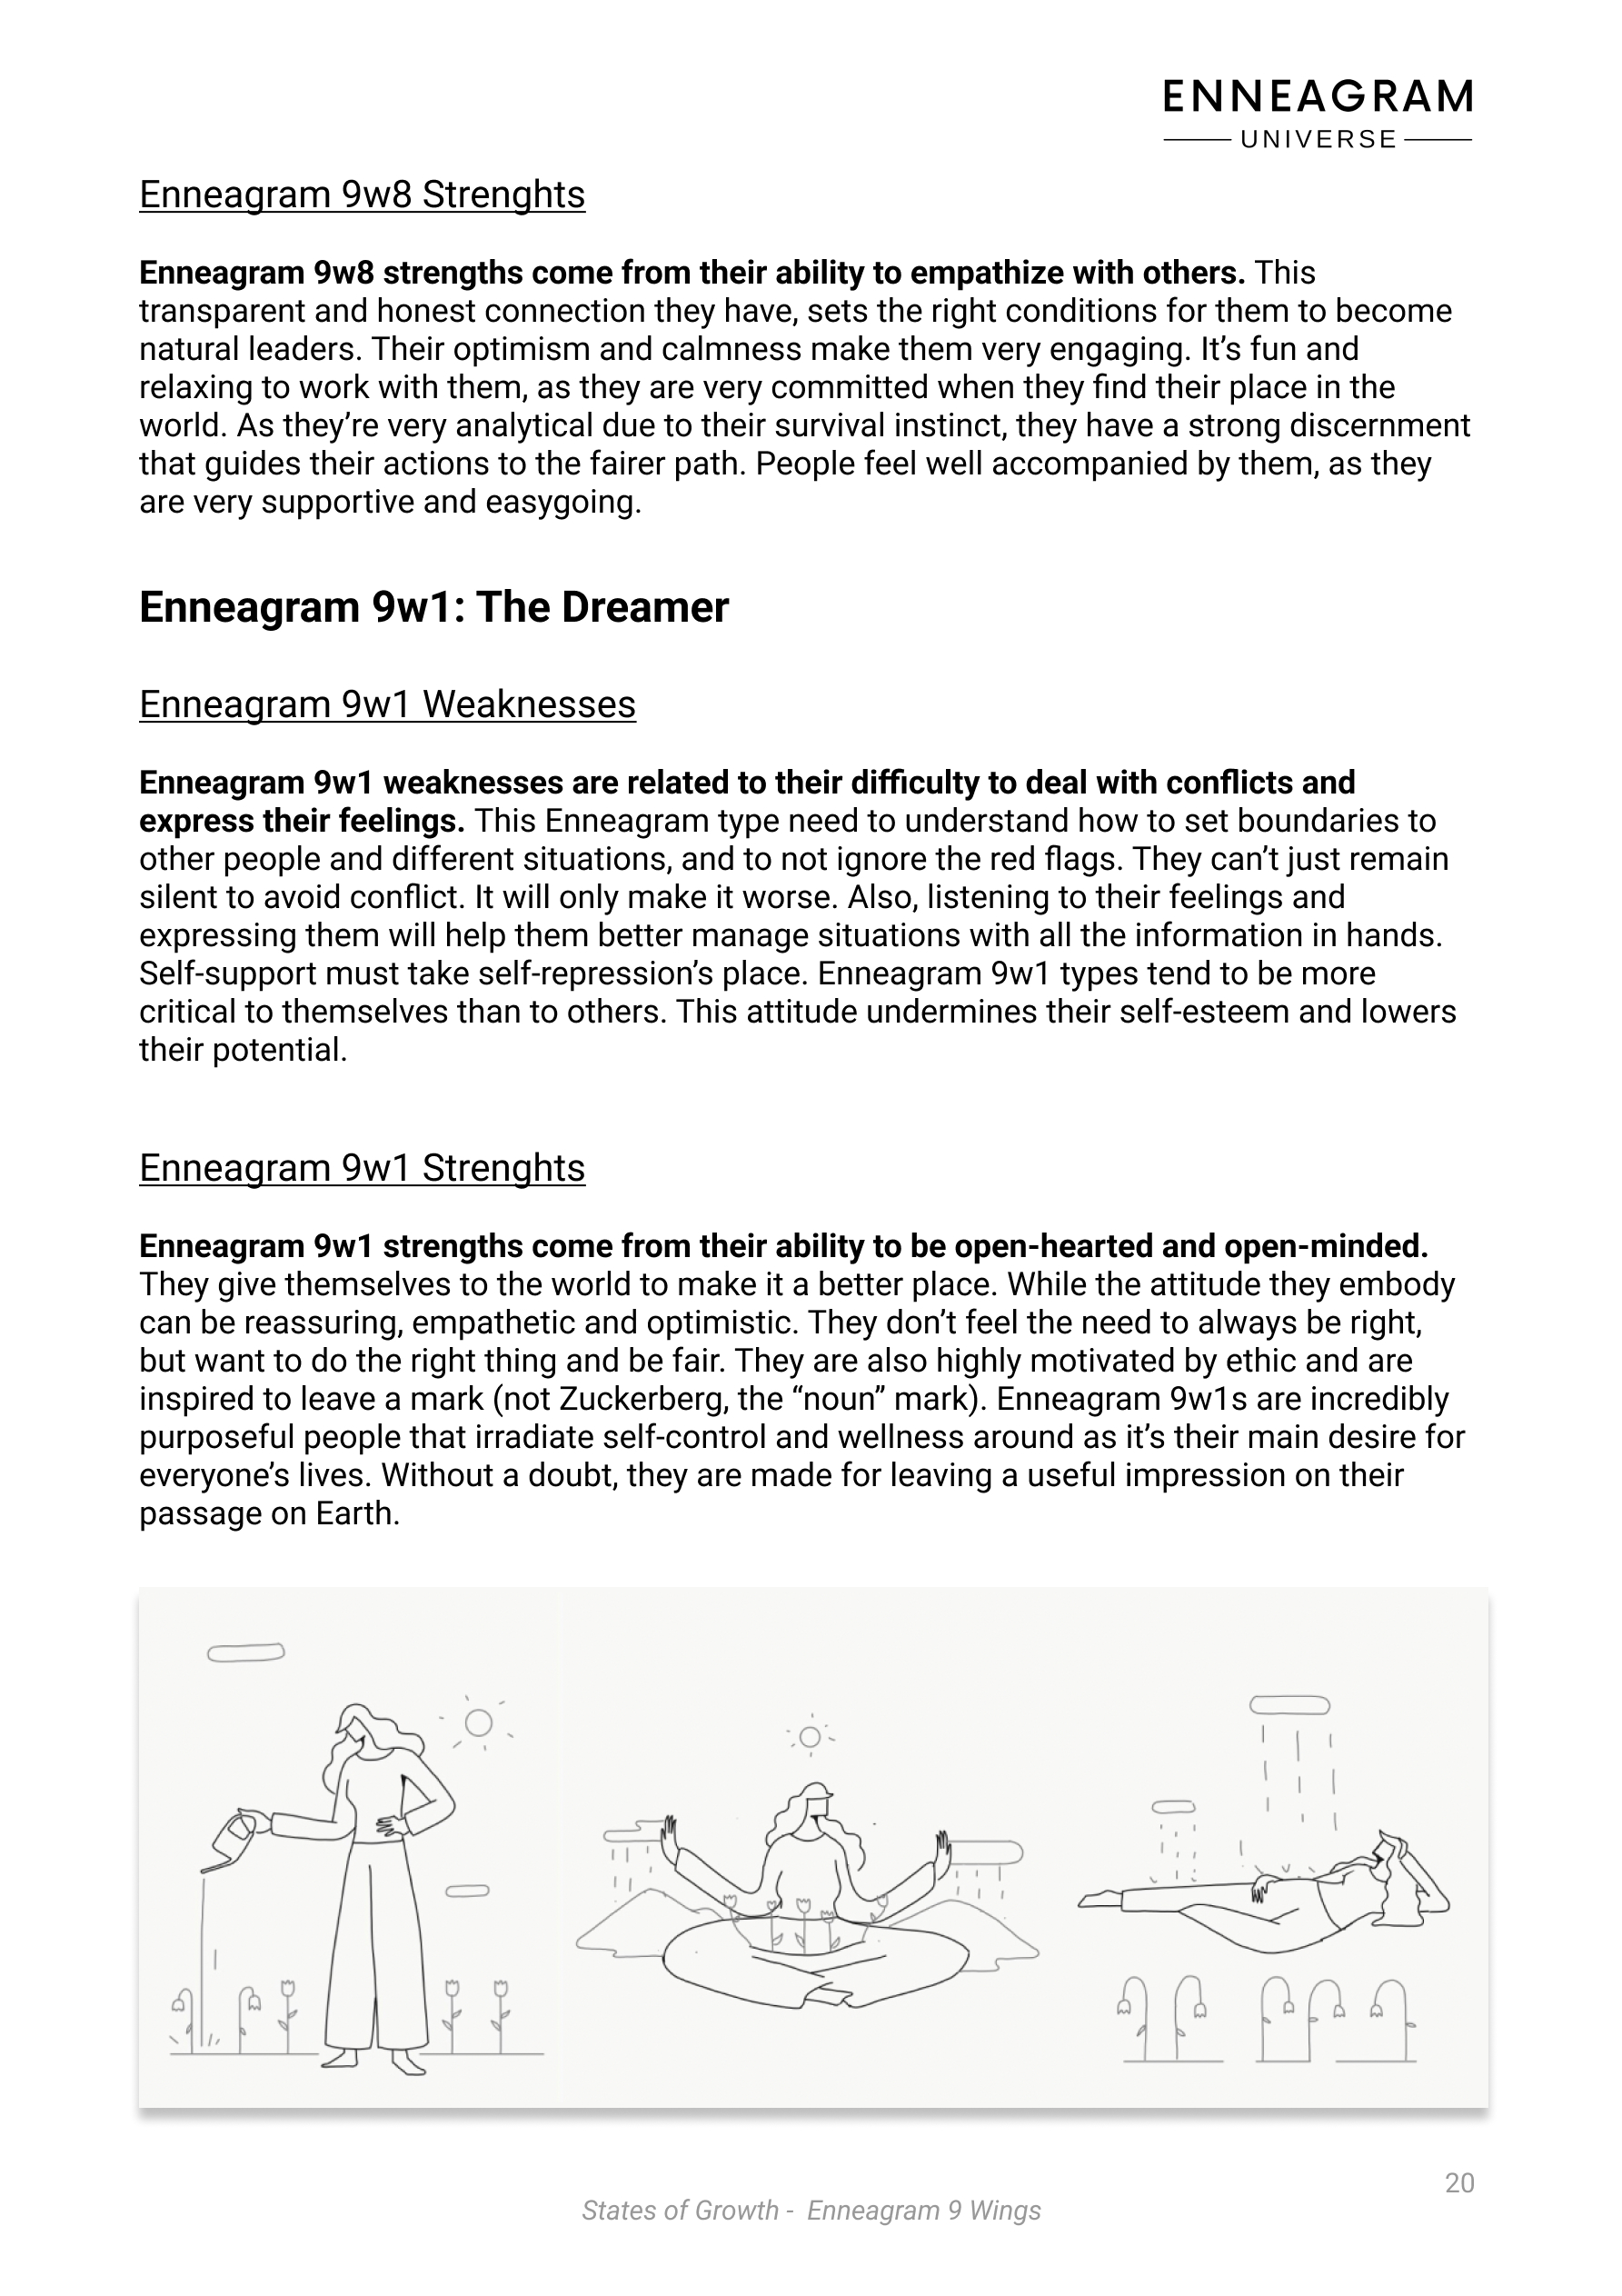 ENNEAGRAM
UNIVERSE
Enneagram 9w8 Strenghts
Enneagram 9w8 strengths come from their ability to empathize with others. This
transparent and honest connection they have, sets the right conditions for them to become
natural leaders. Their optimism and calmness make them very engaging. It’s fun and
relaxing to work with them, as they are very committed when they find their place in the
world. As they’re very analytical due to their survival instinct, they have a strong discernment
that guides their actions to the fairer path. People feel well accompanied by them, as they
are very supportive and easygoing.
Enneagram 9w1: The Dreamer
Enneagram 9w1 Weaknesses
Enneagram 9w1 weaknesses are related to their difficulty to deal with conflicts and
express their feelings. This Enneagram type need to understand how to set boundaries to
other people and different situations, and to not ignore the red flags. They can’t just remain
silent to avoid conflict. It will only make it worse. Also, listening to their feelings and
expressing them will help them better manage situations with all the information in hands.
Self-support must take self-repression’s place. Enneagram 9w1 types tend to be more
critical to themselves than to others. This attitude undermines their self-esteem and lowers
their potential.
Enneagram 9w1 Strenghts
Enneagram 9w1 strengths come from their ability to be open-hearted and open-minded.
They give themselves to the world to make it a better place. While the attitude they embody
can be reassuring, empathetic and optimistic. They don’t feel the need to always be right,
but want to do the right thing and be fair. They are also highly motivated by ethic and are
inspired to leave a mark (not Zuckerberg, the “noun” mark). Enneagram 9w1s are incredibly
purposeful people that irradiate self-control and wellness around as it’s their main desire for
everyone’s lives. Without a doubt, they are made for leaving a useful impression on their
passage on Earth.
20
States of Growth - Enneagram 9 Wings